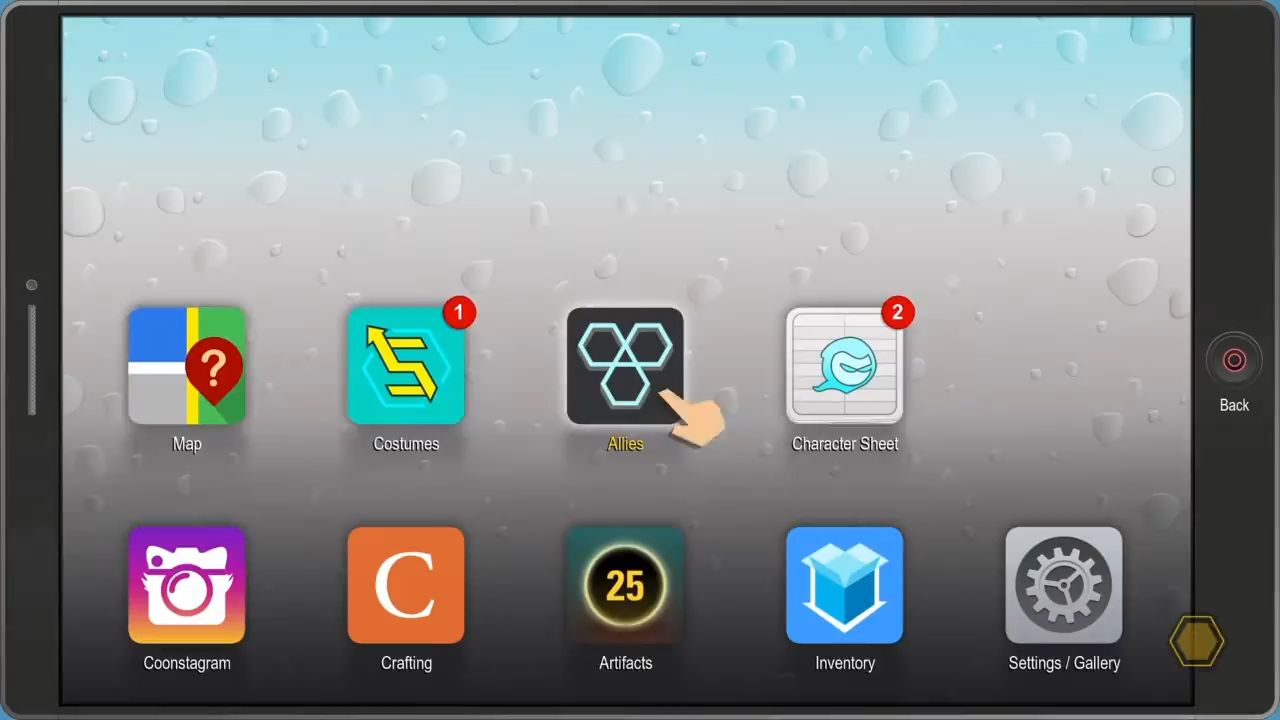 1
2
?
Map
Costumes
Allies
Character Sheet
Back
C
25
Coonstagram
Crafting
Artifacts
Inventory
Settings / Gallery